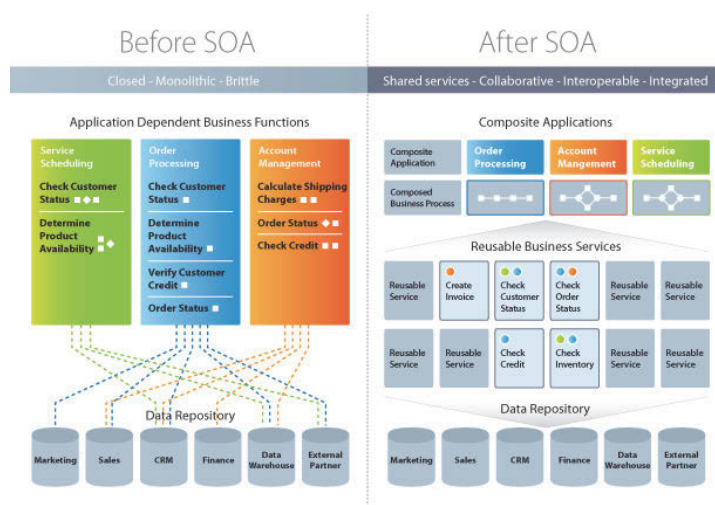 Before SOA
Closed - Monolithic - Brittle
Application Dependent Business Functions
Service
Scheduling
Check Customer
Status
Determine
Product
Availability
Order
Processing
Check Customer
Status
Determine
Product
Availability
Verify Customer
Credit
Order Status
Account
Management
Calculate Shipping
Charges
Order Status
Check Credit
Data Repository
Marketing
Sales
CRM
Finance
Data
Warehouse
External
Partner
After SOA
Shared services - Collaborative - Interoperable - Integrated
Composite Applications
Composite
Application
Order
Processing
Account
Mangement
Service
Scheduling
Composed
Business Process
Reusable Business Services
Reusable
Service
Create
Invoice
Check
Customer
Status
Check
Order
Status
Reusable
Service
Reusable
Service
Reusable
Service
Reusable
Service
Check
Credit
Check
Inventory
Reusable
Service
Reusable
Service
Data Repository
Marketing
Sales
CRM
Finance
Data
Warehouse
External
Partner